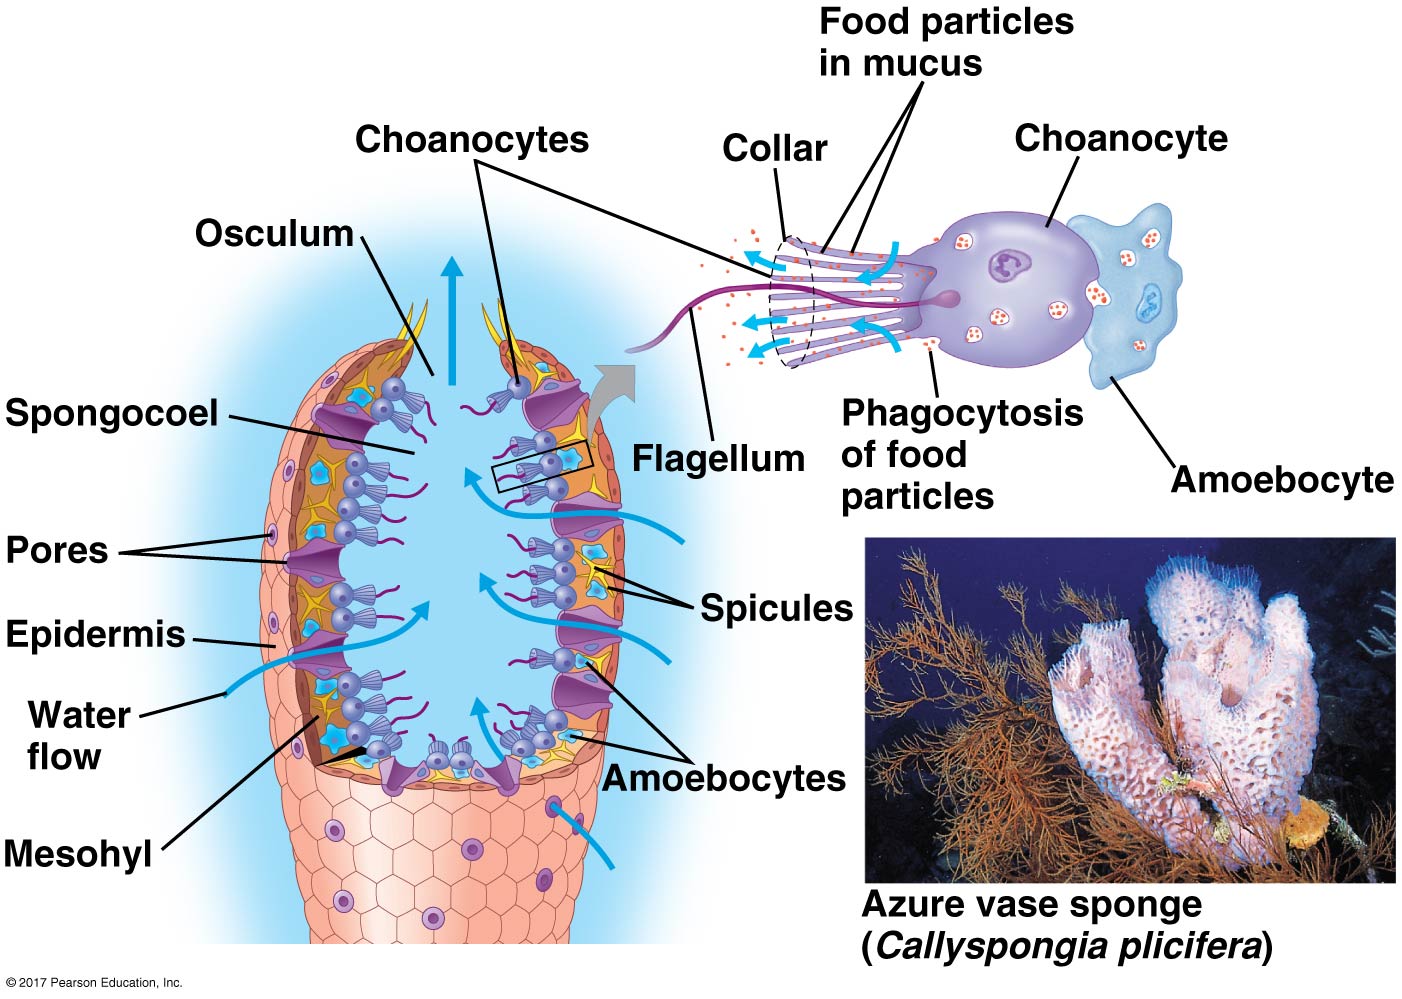 Food particles
in mucus
Choanocytes
Collar
Choanocyte
Osculum
Spongocoel
Flagellum
Phagocytosis
of food
particles
Amoebocyte
Pores
Spicules
Epidermis
Water
flow
Amoebocytes
Mesohyl
Azure vase sponge
(Callyspongia plicifera)
© 2017 Pearson Education, Inc.